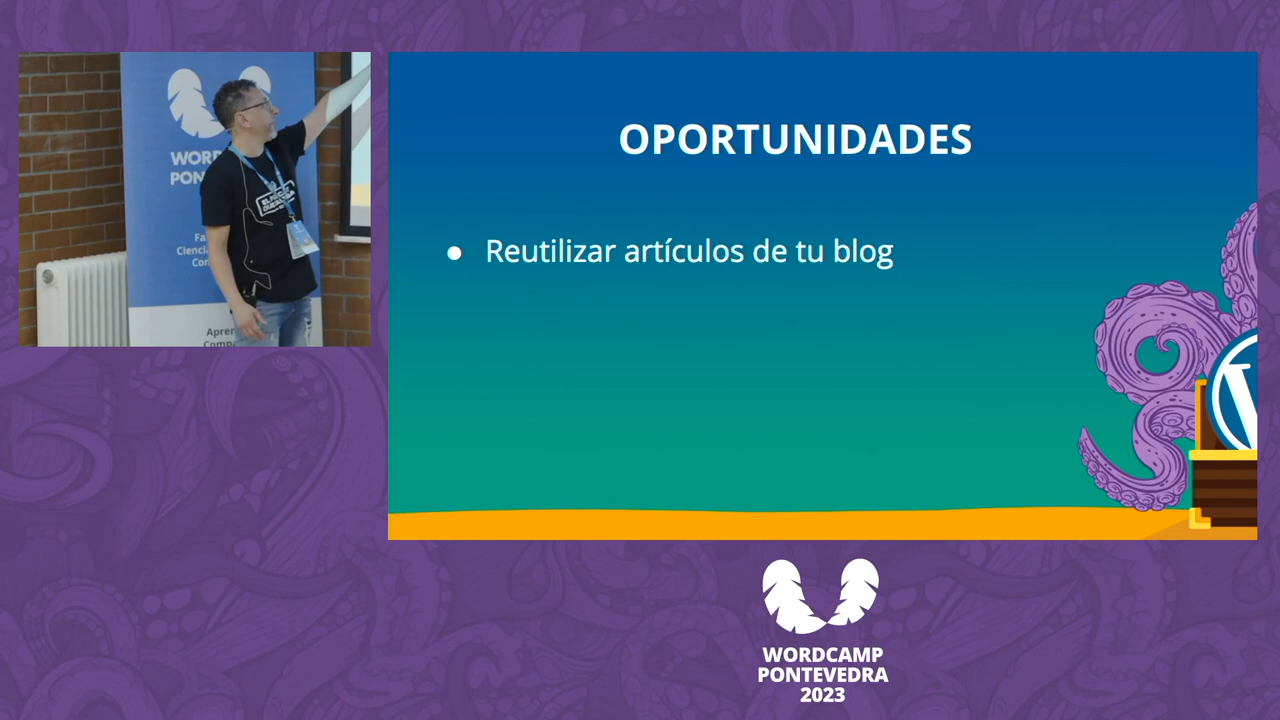 OPORTUNIDADES
● Reutilizar artículos de tu blog
WORDCAMP
PONTEVEDRA
2023